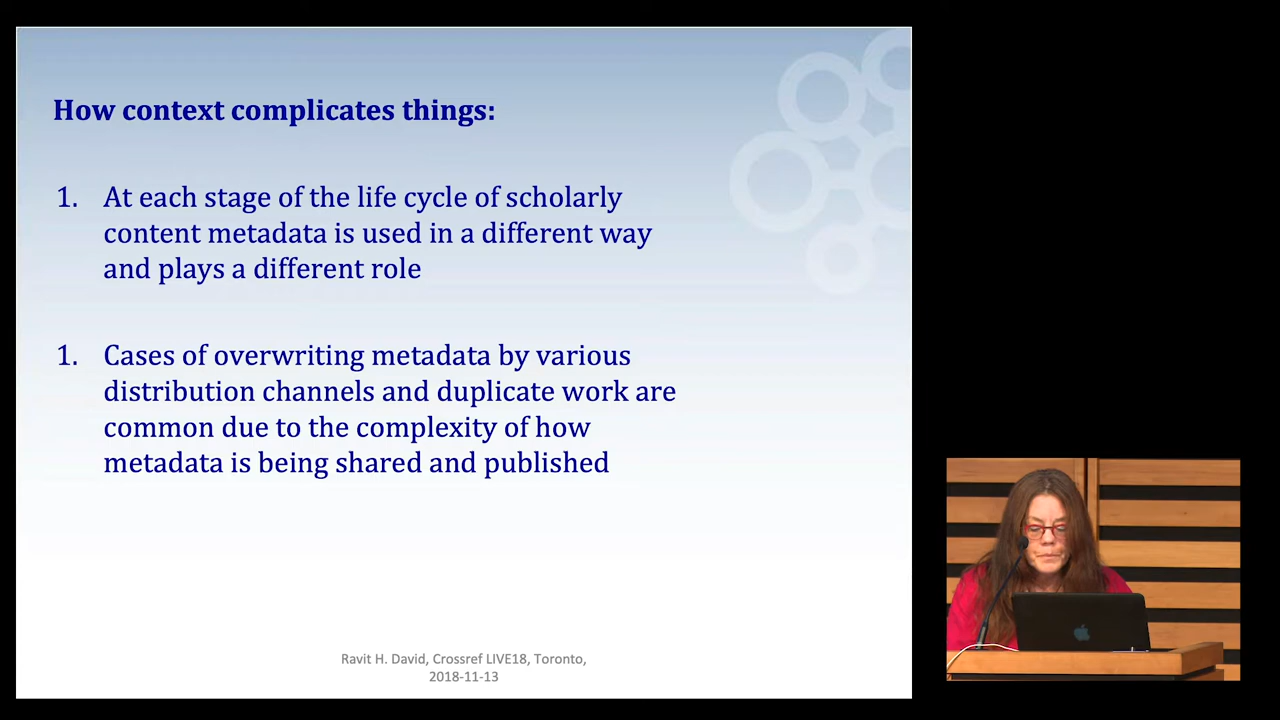 How context complicates things:
1. At each stage of the life cycle of scholarly
content metadata is used in a different way
and plays a different role
1. Cases of overwriting metadata by various
distribution channels and duplicate work are
common due to the complexity of how
metadata is being shared and published
Ravit H. David, Crossref LIVE18, Toronto,
2018-11-13